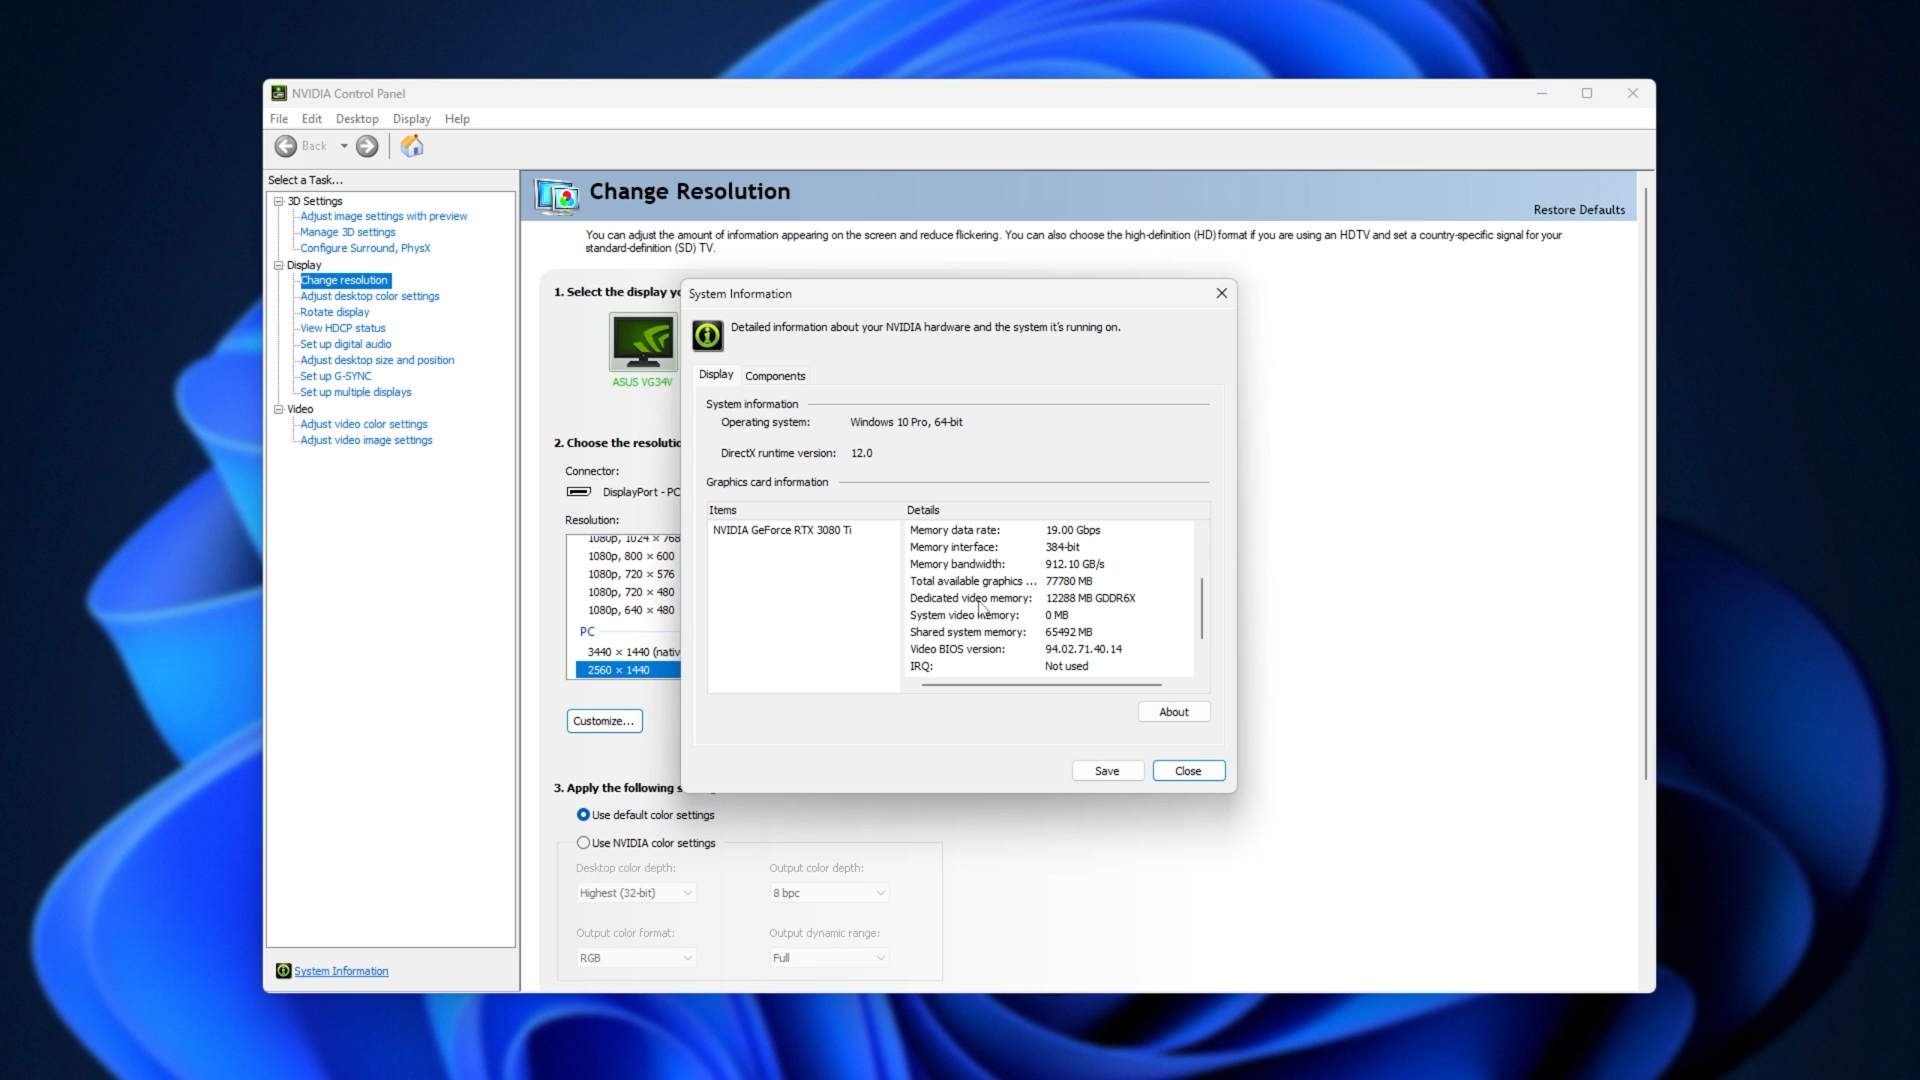 NVIDIA Control Panel
File Edit Desktop Display Help
Back
Select a Task...
3D Settings
Adjust image settings with preview
Manage 3D settings
Configure Surround, PhysX
Display
Change resolution
Adjust desktop color settings
Rotate display
View HDCP status
Set up digital audio
Adjust desktop size and position
Set up G-SYNC
Set up multiple displays
Video
Adjust video color settings
Adjust video image settings
System Information
Change Resolution
Restore Defaults
You can adjust the amount of information appearing on the screen and reduce flickering. You can also choose the high-definition (HD) format if you are using an HDTV and set a country-specific signal for your
standard-definition (SD) TV.
1. Select the display yo
ASUS VG34V
2. Choose the resolutio
Connector:
DisplayPort - PC
Resolution:
1080p, 1024 × 768
1080p, 800 × 600
1080p, 720 × 576
1080p, 720 × 480
1080p, 640 × 480
PC
3440 × 1440 (nativ
2560 × 1440
Customize...
3. Apply the following s
Use default color settings
Use NVIDIA color settings
Desktop color depth: Output color depth:
Highest (32-bit) 8 bpc
Output color format: Output dynamic range:
RGB Full
System Information
Detailed information about your NVIDIA hardware and the system it's running on.
Display Components
System information
Operating system: Windows 10 Pro, 64-bit
DirectX runtime version: 12.0
Graphics card information
Items Details
NVIDIA GeForce RTX 3080 Ti
Memory data rate: 19.00 Gbps
Memory interface: 384-bit
Memory bandwidth: 912.10 GB/s
Total available graphics ... 77780 MB
Dedicated video memory: 12288 MB GDDR6X
System video memory: 0 MB
Shared system memory: 65492 MB
Video BIOS version: 94.02.71.40.14
IRQ: Not used
About
Save Close